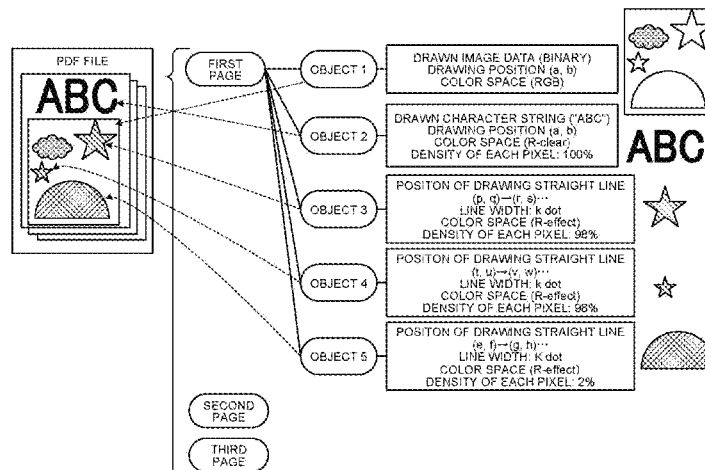 PDF FILE
ABC
FIRST
PAGE
OBJECT 1
DRAWN IMAGE DATA (BINARY)
DRAWING POSITION (a, b)
COLOR SPACE (RGB)
OBJECT 2
DRAWN CHARACTER STRING ("ABC")
DRAWING POSITION (a, b)
COLOR SPACE (R-clear)
DENSITY OF EACH PIXEL: 100%
ABC
OBJECT 3
POSITON OF DRAWING STRAIGHT LINE
(p, q)→(r, s)···
LINE WIDTH: k dot
COLOR SPACE (R-effect)
DENSITY OF EACH PIXEL: 98%
OBJECT 4
POSITON OF DRAWING STRAIGHT LINE
(t, u)→(v, w)···
LINE WIDTH: k dot
COLOR SPACE (R-effect)
DENSITY OF EACH PIXEL: 98%
OBJECT 5
POSITON OF DRAWING STRAIGHT LINE
(e, f)→(g, h)···
LINE WIDTH: K dot
COLOR SPACE (R-effect)
DENSITY OF EACH PIXEL: 2%
SECOND
PAGE
THIRD
PAGE